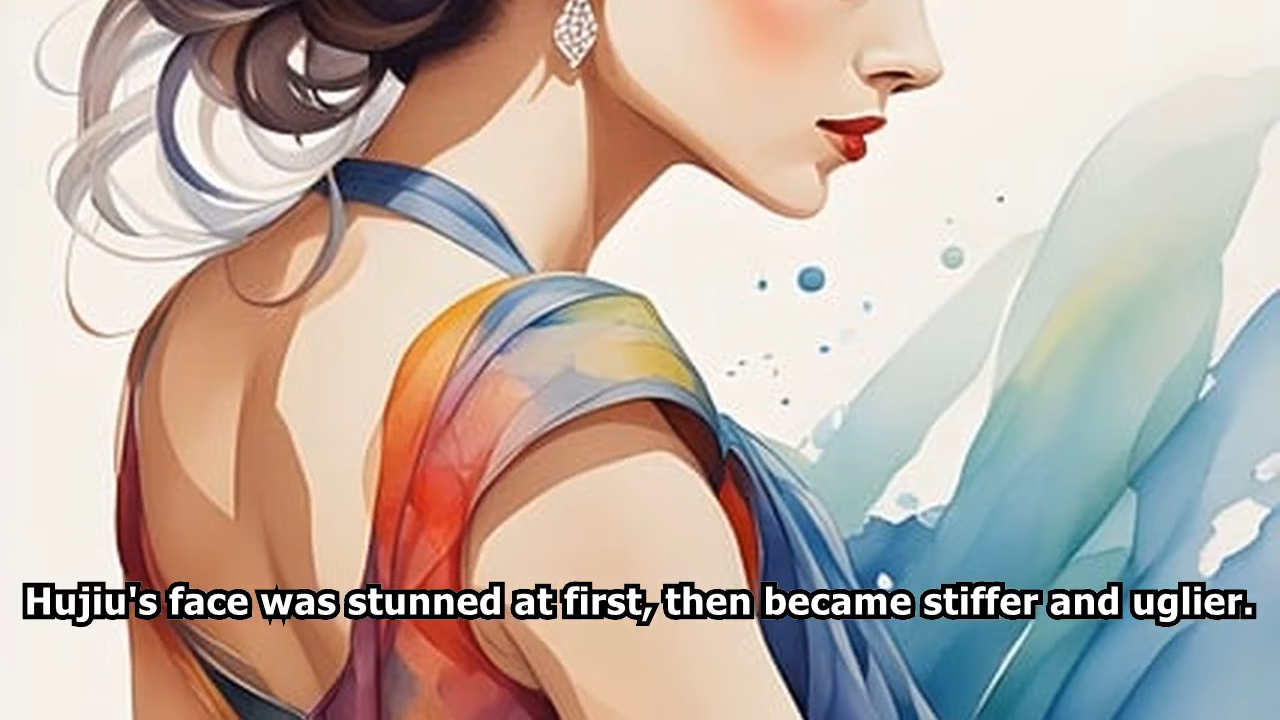 Hujiu's face was stunned at first, then became stiffer and uglier.